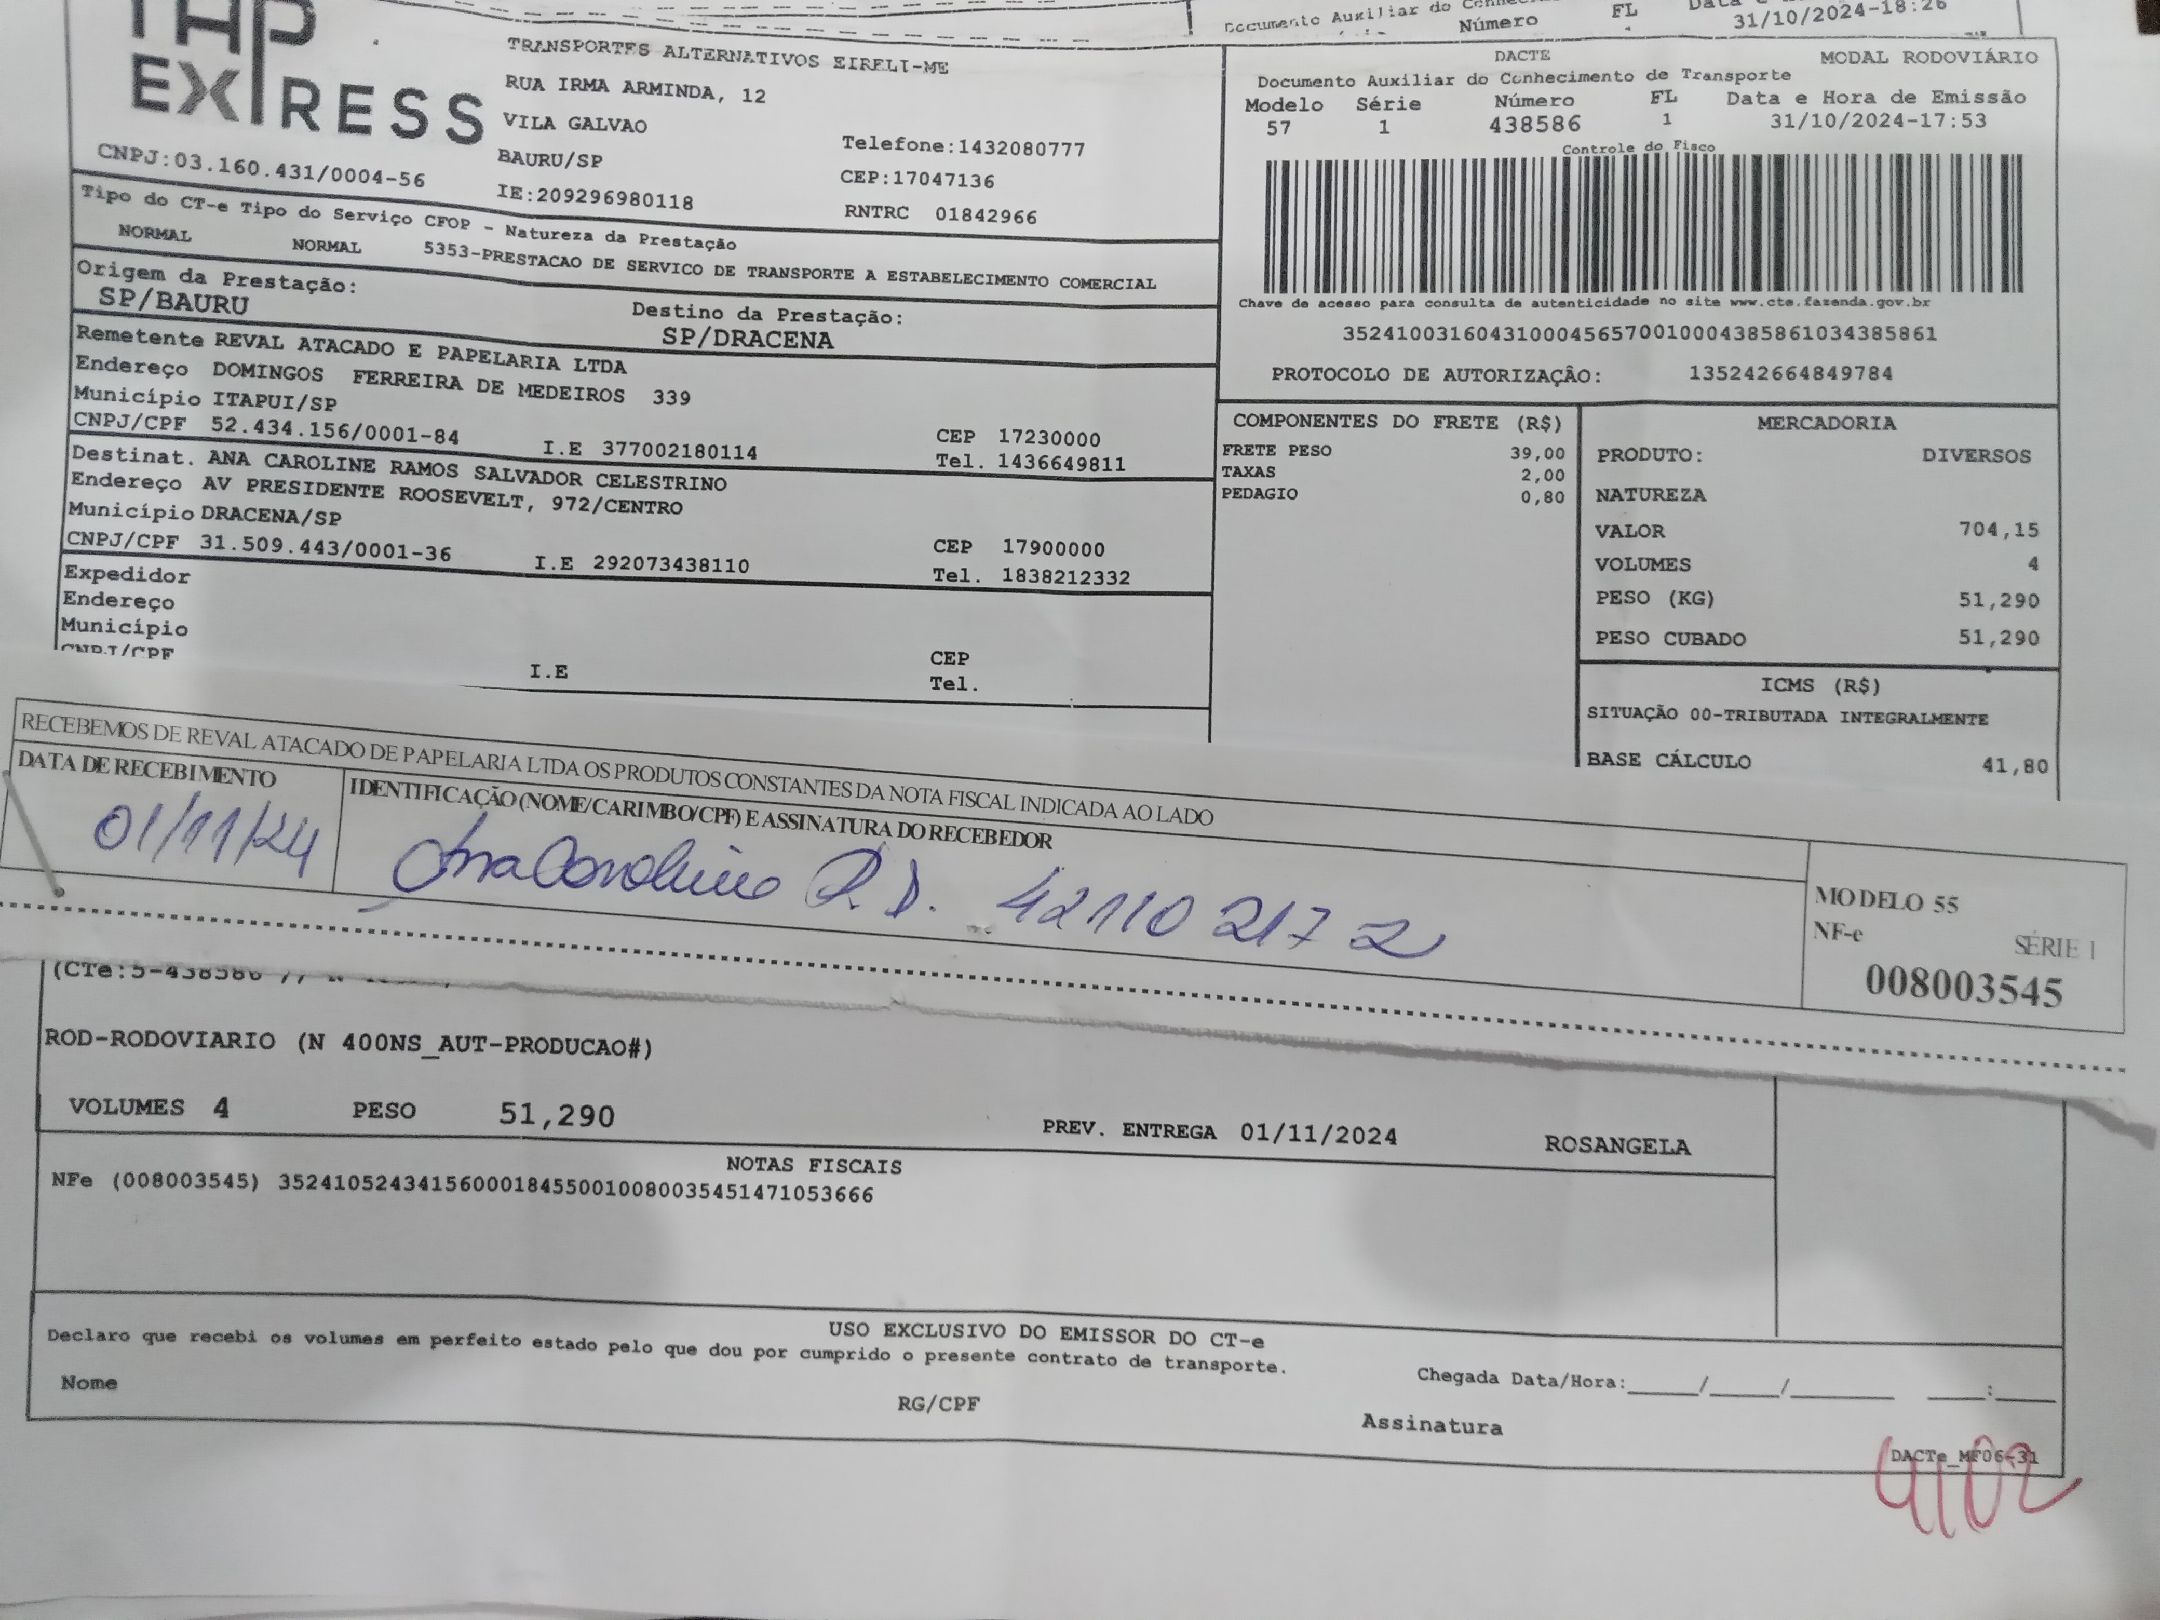 Documento Auxiliar do
Número FL
31/10/2024-18:26
EXPRESS
CNPJ:03.160.431/0004-56
TRANSPORTES ALTERNATIVOS EIRELI-ME
RUA IRMA ARMINDA, 12
VILA GALVAO
BAURU/SP
IE:209296980118
Telefone:1432080777
CEP:17047136
RNTRC 01842966
DACTE MODAL RODOVIÁRIO
Documento Auxiliar do Conhecimento de Transporte
Modelo Série Número FL Data e Hora de Emissão
57 1 438586 1 31/10/2024-17:53
Controle do Fisco
Chave de acesso para consulta de autenticidade no site www.cte.fazenda.gov.br
35241003160431000456570010004385861034385861
PROTOCOLO DE AUTORIZAÇÃO: 135242664849784
Tipo do CT-e Tipo do Serviço CFOP - Natureza da Prestação
NORMAL NORMAL 5353-PRESTACAO DE SERVICO DE TRANSPORTE A ESTABELECIMENTO COMERCIAL
Origem da Prestação: Destino da Prestação:
SP/BAURU SP/DRACENA
Remetente REVAL ATACADO E PAPELARIA LTDA
Endereço DOMINGOS FERREIRA DE MEDEIROS 339
Município ITAPUI/SP CEP 17230000
CNPJ/CPF 52.434.156/0001-84 I.E 377002180114 Tel. 1436649811
Destinat. ANA CAROLINE RAMOS SALVADOR CELESTRINO
Endereço AV PRESIDENTE ROOSEVELT, 972/CENTRO
Município DRACENA/SP CEP 17900000
CNPJ/CPF 31.509.443/0001-36 I.E 292073438110 Tel. 1838212332
Expedidor
Endereço
Município CEP
CNPJ/CPF I.E Tel.
COMPONENTES DO FRETE (R$)
FRETE PESO 39,00
TAXAS 2,00
PEDAGIO 0,80
MERCADORIA
PRODUTO: DIVERSOS
NATUREZA
VALOR 704,15
VOLUMES 4
PESO (KG) 51,290
PESO CUBADO 51,290
ICMS (R$)
SITUAÇÃO 00-TRIBUTADA INTEGRALMENTE
BASE CÁLCULO 41,80
RECEBEMOS DE REVAL ATACADO DE PAPELARIA LTDA OS PRODUTOS CONSTANTES DA NOTA FISCAL INDICADA AO LADO
DATA DE RECEBIMENTO IDENTIFICAÇÃO (NOME/CARIMBO/CPF) E ASSINATURA DO RECEBEDOR
01/11/24 Ana Caroline R.D. 421102172
MODELO 55
NF-e SÉRIE 1
008003545
(CTe:5-438586 //
ROD-RODOVIARIO (N 400NS_AUT-PRODUCAO#)
VOLUMES 4 PESO 51,290 PREV. ENTREGA 01/11/2024 ROSANGELA
NOTAS FISCAIS
NFe (008003545) 35241052434156000184550010080035451471053666
USO EXCLUSIVO DO EMISSOR DO CT-e
Declaro que recebi os volumes em perfeito estado pelo que dou por cumprido o presente contrato de transporte.
Chegada Data/Hora:_____/_____/_______ ____:____
Nome RG/CPF Assinatura
DACTe_MF06-31
4102